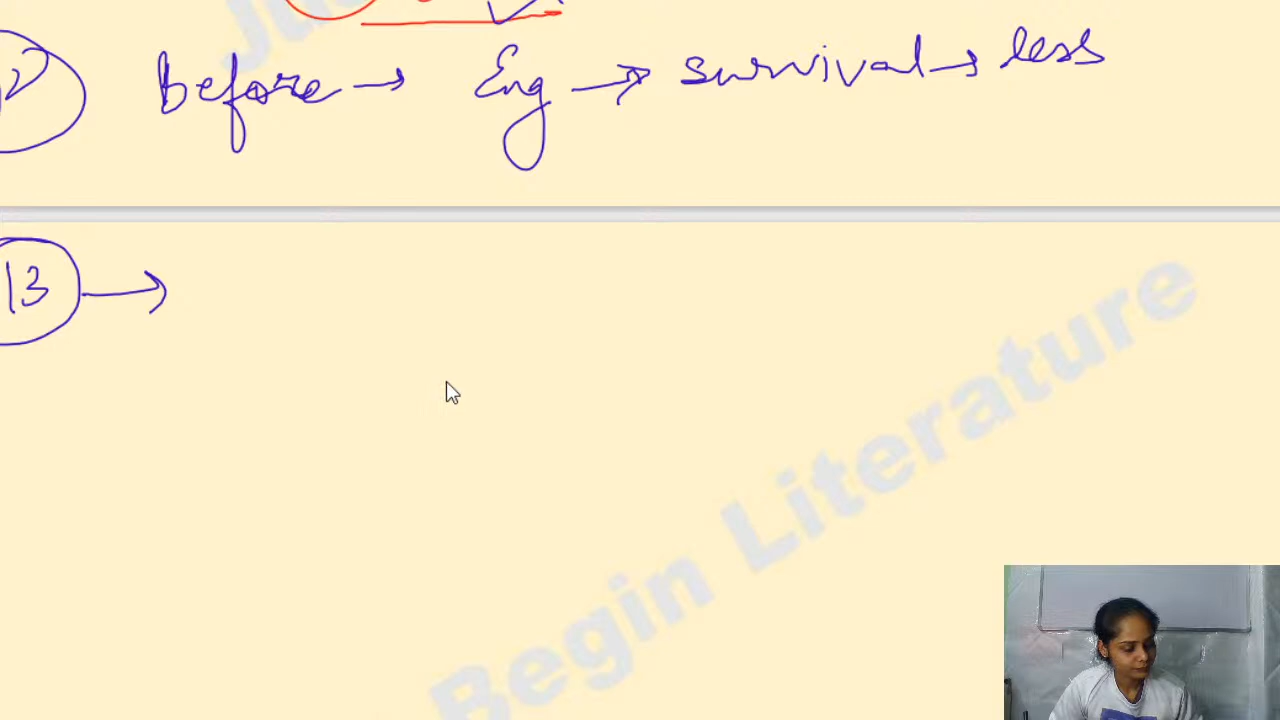 Before → Eng → survival → less
13 →
Begin Literature